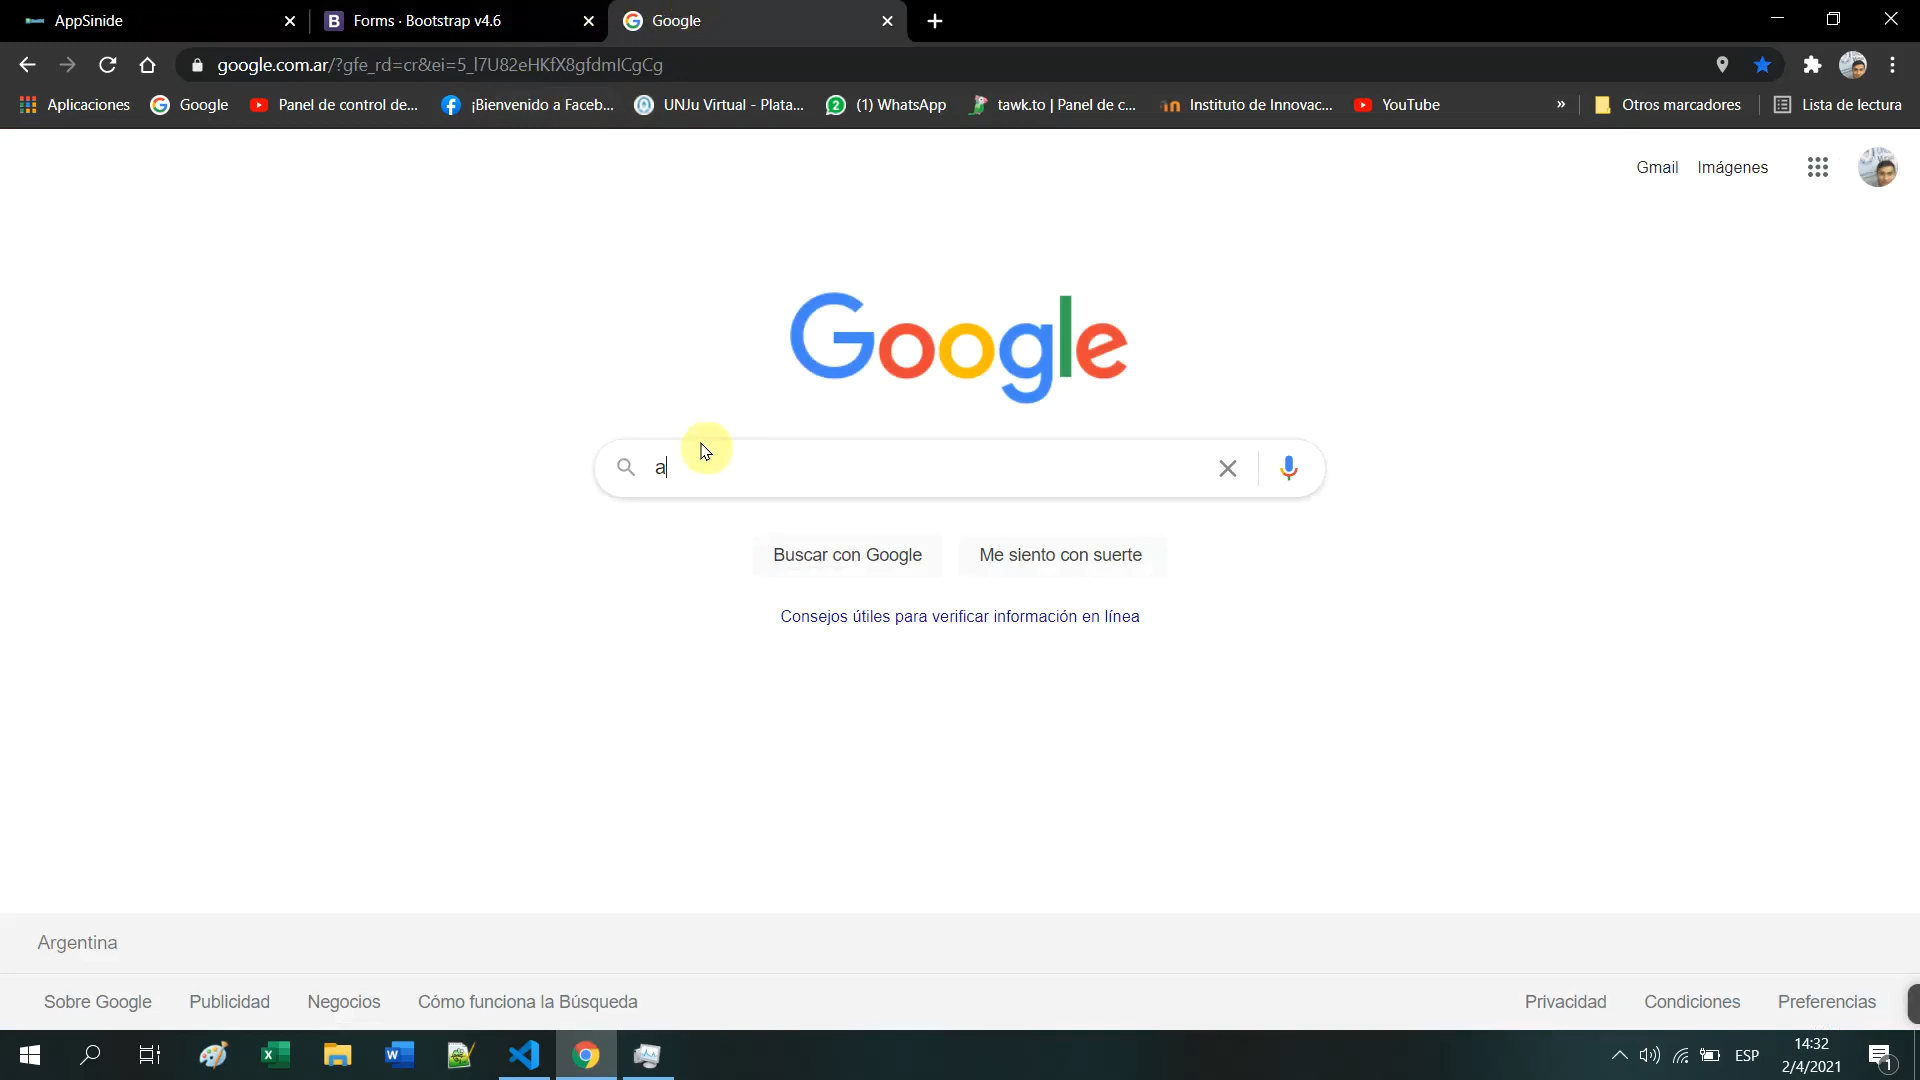 AppSinide
Forms · Bootstrap v4.6
Google
google.com.ar/?gfe_rd=cr&ei=5_l7U82eHKfX8gfdmICgCg
Aplicaciones
Google
Panel de control de...
¡Bienvenido a Faceb...
UNJu Virtual - Plata...
(1) WhatsApp
tawk.to | Panel de c...
Instituto de Innovac...
YouTube
»
Otros marcadores
Lista de lectura
Gmail
Imágenes
Google
a
Buscar con Google
Me siento con suerte
Consejos útiles para verificar información en línea
Argentina
Sobre Google
Publicidad
Negocios
Cómo funciona la Búsqueda
Privacidad
Condiciones
Preferencias
ESP
14:32
2/4/2021
1